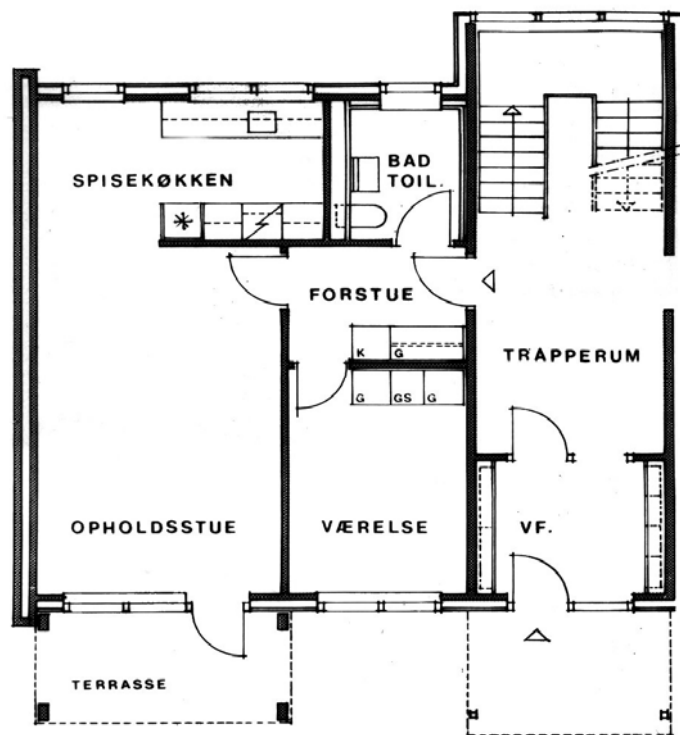 SPISEKØKKEN
BAD
TOIL.
FORSTUE
K G
TRAPPERUM
G GS G
OPHOLDSSTUE
VÆRELSE
VF.
TERRASSE